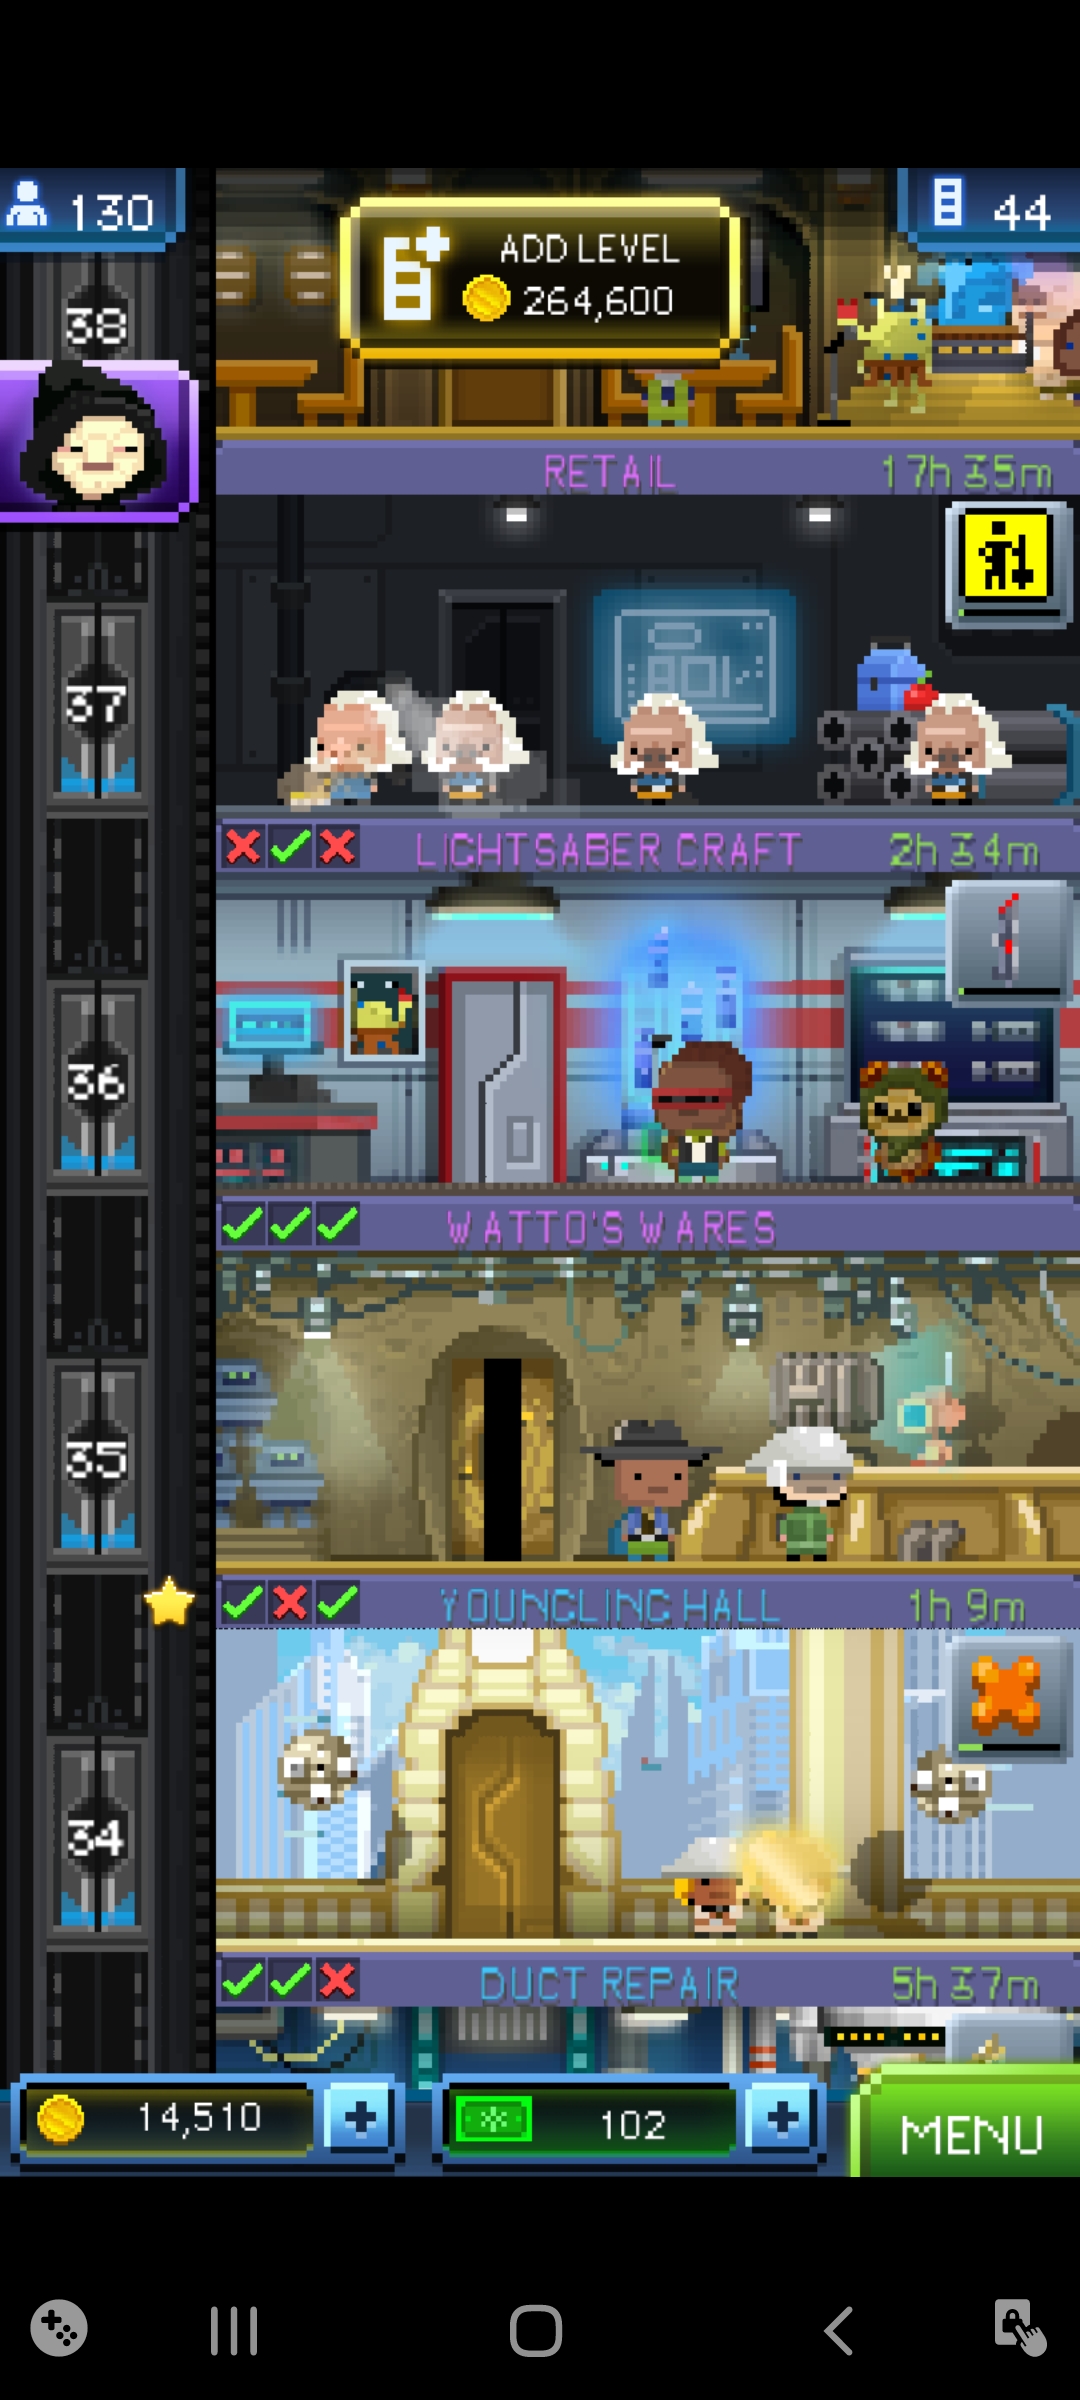 130
ADD LEVEL
264,600
44
38
RETAIL 17h 35m
37
LIGHTSABER CRAFT 2h 34m
36
WATTO'S WARES
35
YOUNGLING HALL 1h 9m
34
DUCT REPAIR 5h 37m
14,510
102
MENU